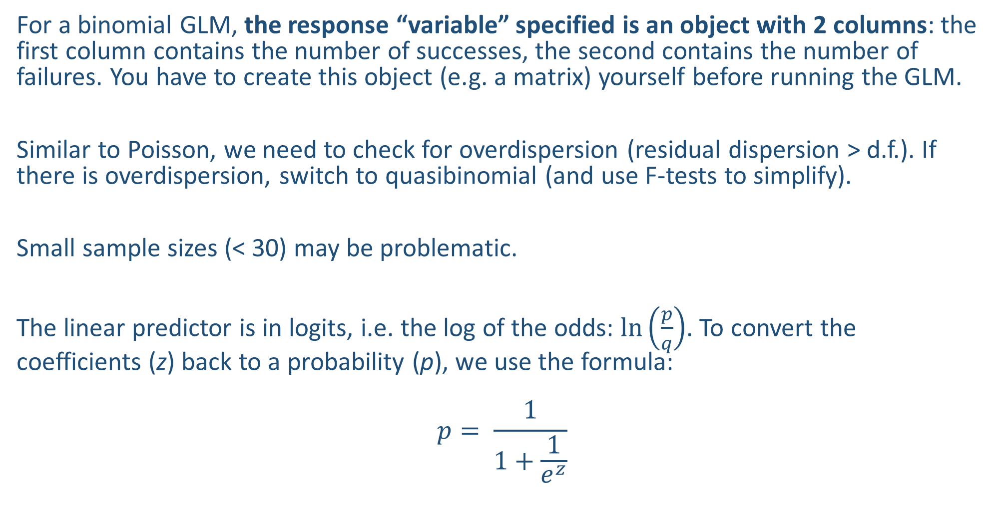 For a binomial GLM, the response “variable” specified is an object with 2 columns: the
first column contains the number of successes, the second contains the number of
failures. You have to create this object (e.g. a matrix) yourself before running the GLM.
Similar to Poisson, we need to check for overdispersion (residual dispersion > d.f.). If
there is overdispersion, switch to quasibinomial (and use F-tests to simplify).
Small sample sizes (< 30) may be problematic.
The linear predictor is in logits, i.e. the log of the odds: ln(p/q). To convert the
coefficients (z) back to a probability (p), we use the formula:
p = 1/(1 + 1/e^z)